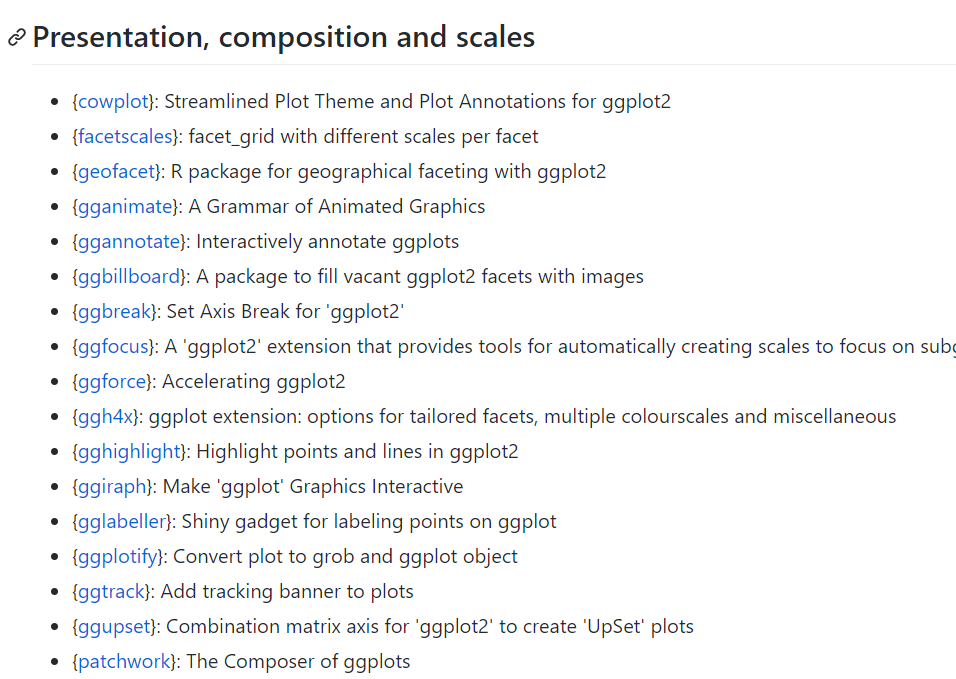 Presentation, composition and scales
{cowplot}: Streamlined Plot Theme and Plot Annotations for ggplot2
{facetscales}: facet_grid with different scales per facet
{geofacet}: R package for geographical faceting with ggplot2
{gganimate}: A Grammar of Animated Graphics
{ggannotate}: Interactively annotate ggplots
{ggbillboard}: A package to fill vacant ggplot2 facets with images
{ggbreak}: Set Axis Break for 'ggplot2'
{ggfocus}: A 'ggplot2' extension that provides tools for automatically creating scales to focus on
{ggforce}: Accelerating ggplot2
{ggh4x}: ggplot extension: options for tailored facets, multiple colourscales and miscellaneous
{gghighlight}: Highlight points and lines in ggplot2
{ggiraph}: Make 'ggplot' Graphics Interactive
{gglabeller}: Shiny gadget for labeling points on ggplot
{ggplotify}: Convert plot to grob and ggplot object
{ggtrack}: Add tracking banner to plots
{ggupset}: Combination matrix axis for 'ggplot2' to create 'UpSet' plots
{patchwork}: The Composer of ggplots